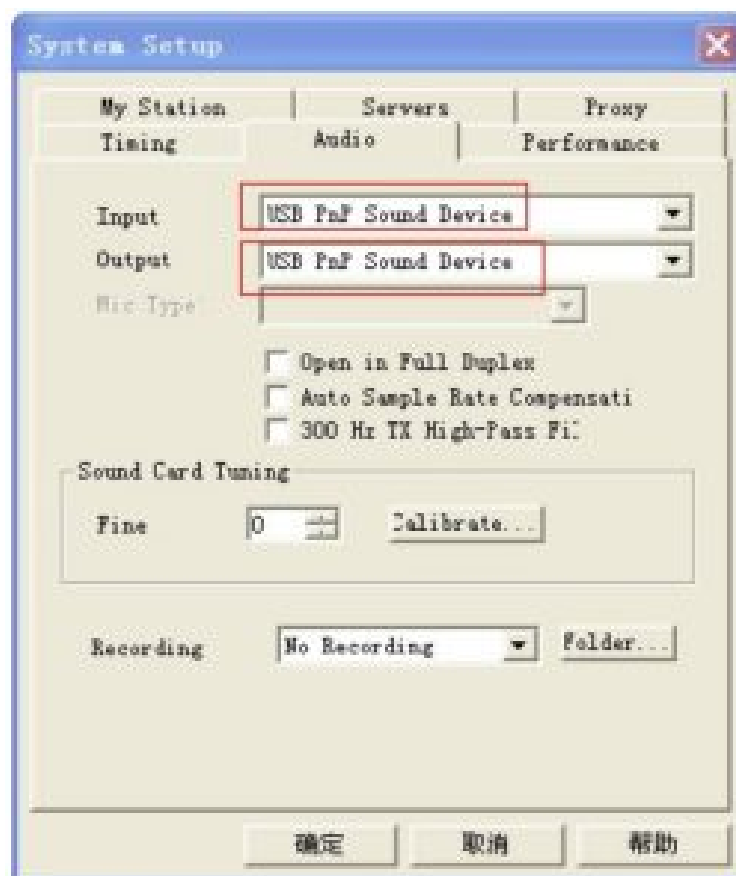 System Setup
My Station Servers Proxy
Timing Audio Performance
Input USB PnP Sound Device
Output USB PnP Sound Device
Mic Type
Open in Full Duplex
Auto Sample Rate Compensati
300 Hz TX High-Pass Fil
Sound Card Tuning
Fine 0 Calibrate...
Recording No Recording Folder...
确定 取消 帮助